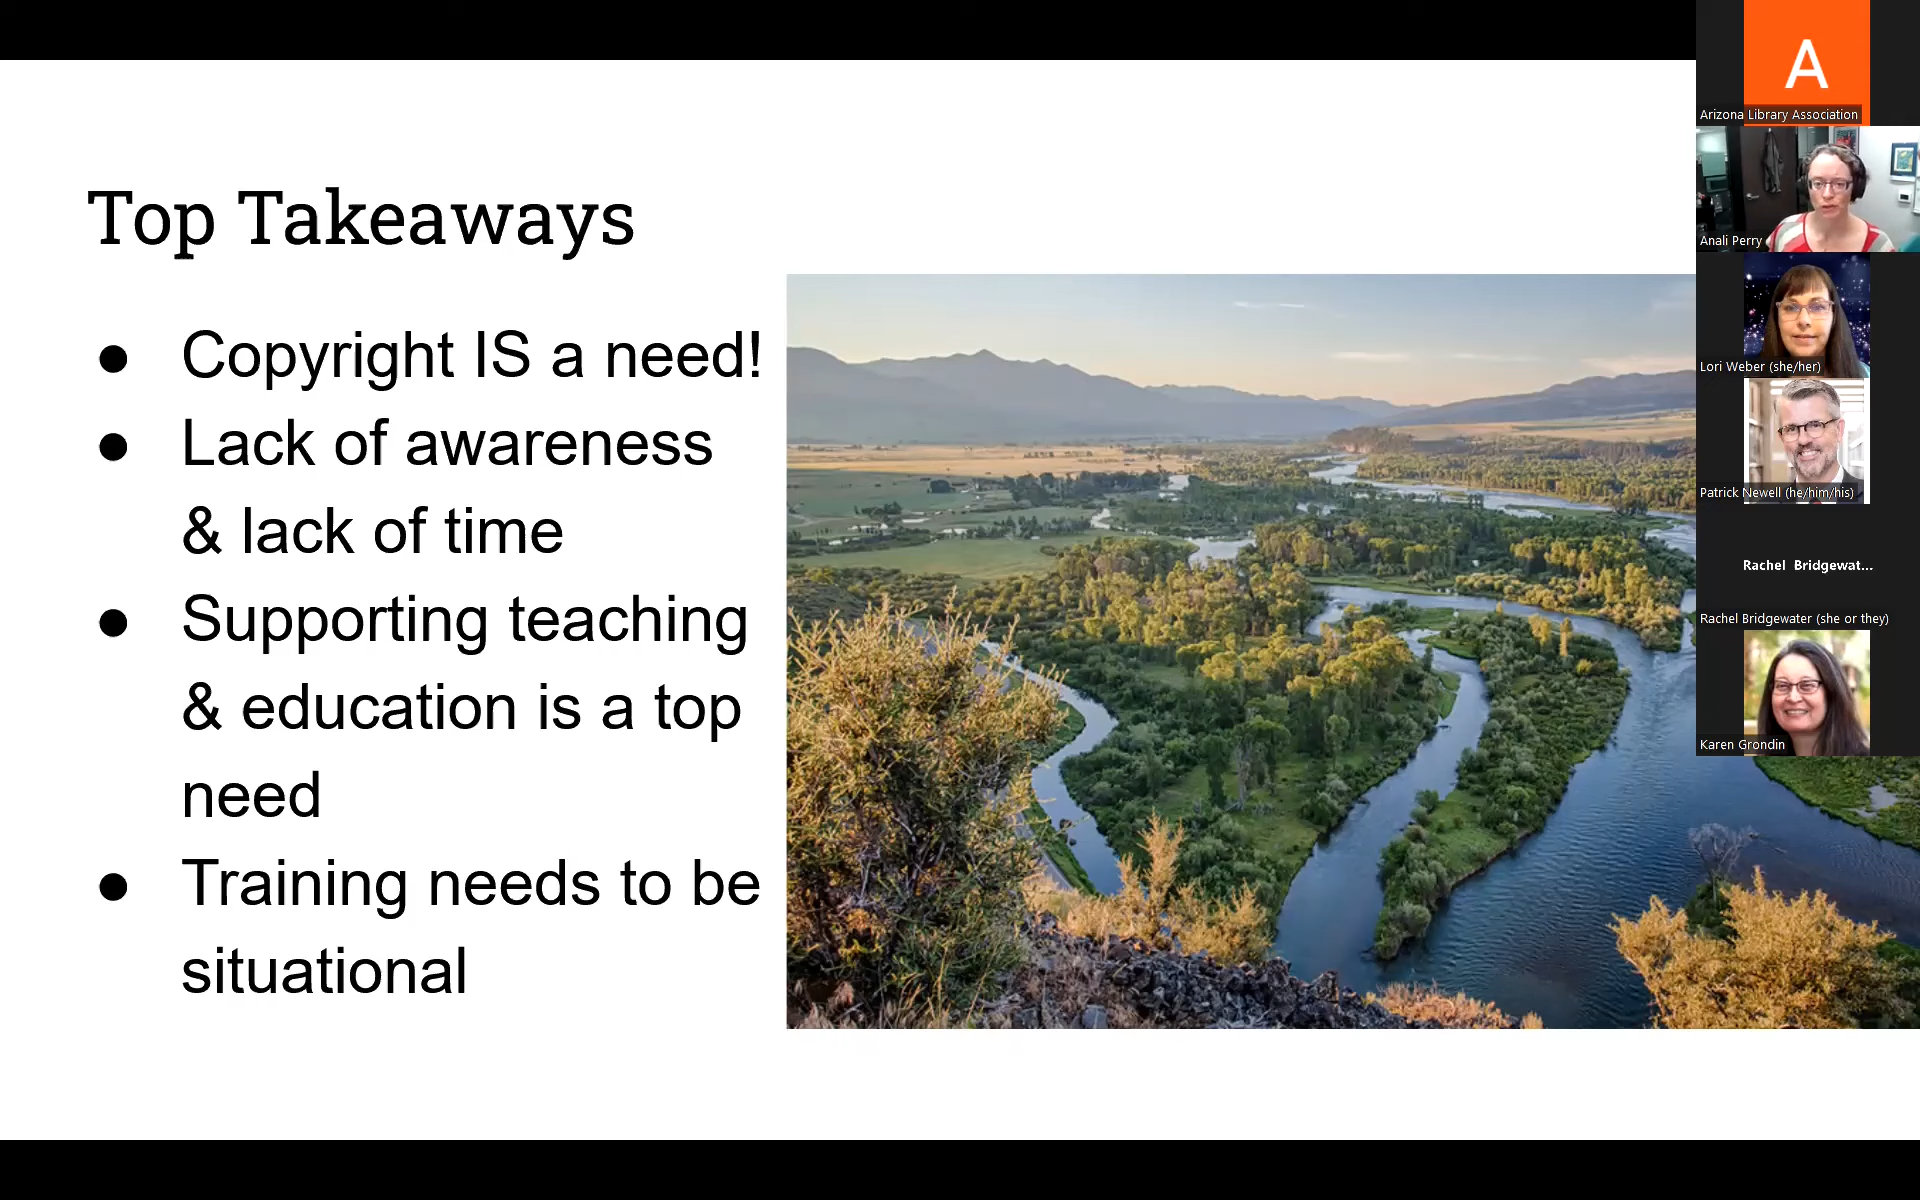 Top Takeaways
● Copyright IS a need!
● Lack of awareness
& lack of time
● Supporting teaching
& education is a top
need
● Training needs to be
situational
A
Arizona Library Association
Anali Perry
Lori Weber (she/her)
Patrick Newell (he/him/his)
Rachel Bridgewat...
Rachel Bridgewater (she or they)
Karen Grondin